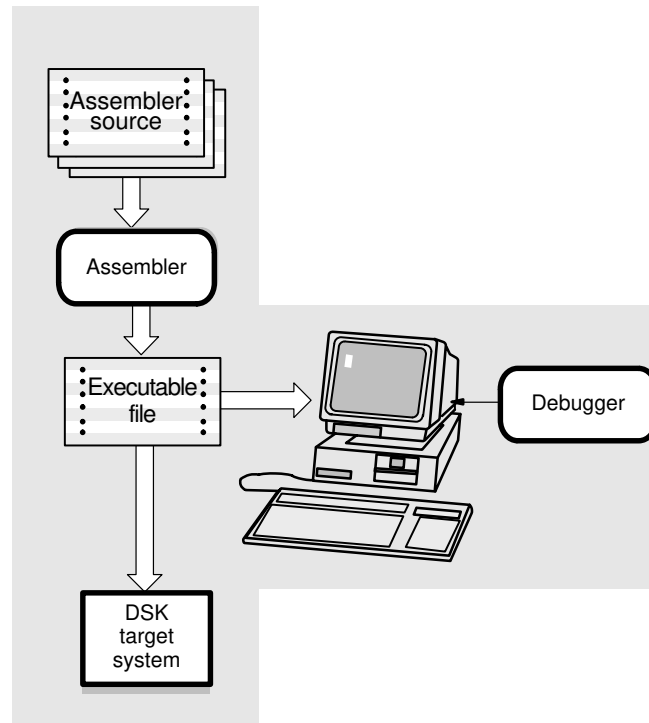 Assembler
source
Assembler
Executable
file
Debugger
DSK
target
system